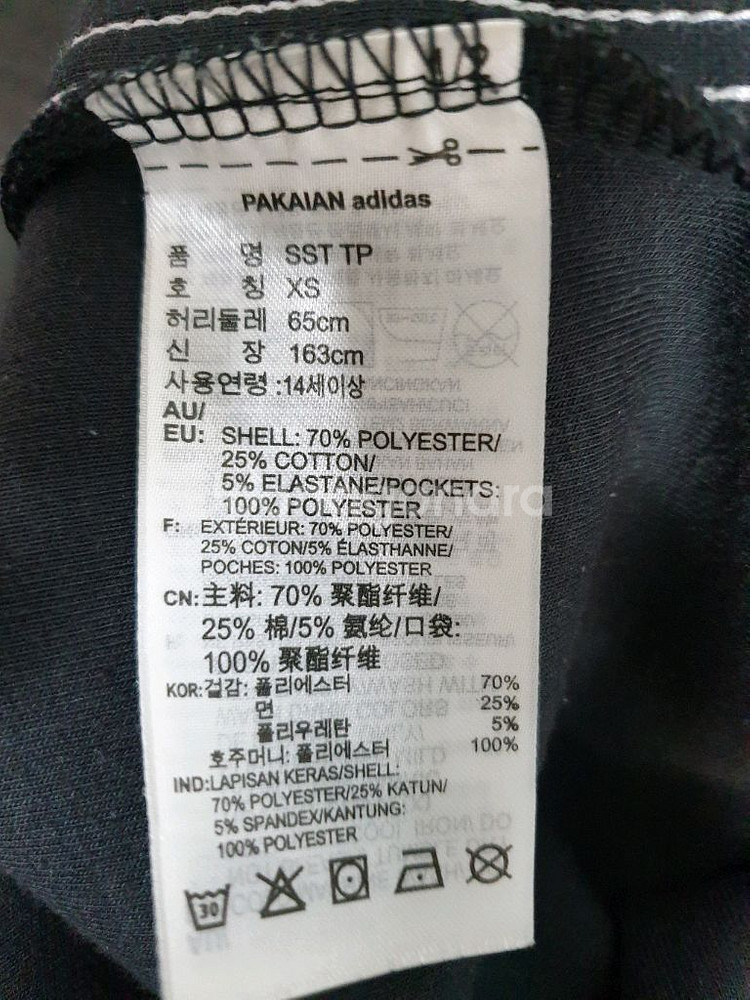 PAKAIAN adidas
품 명 SST TP
호 칭 XS
허리둘레 65cm
신 장 163cm
사용연령 :14세이상
AU/
EU: SHELL: 70% POLYESTER/
25% COTTON/
5% ELASTANE/POCKETS:
100% POLYESTER
F: EXTÉRIEUR: 70% POLYESTER/
25% COTON/5% ÉLASTHANNE/
POCHES: 100% POLYESTER
CN: 主料: 70% 聚酯纤维/
25% 棉/5% 氨纶/口袋:
100% 聚酯纤维
KOR: 겉감: 폴리에스터 70%
면 25%
폴리우레탄 5%
호주머니: 폴리에스터 100%
IND: LAPISAN KERAS/SHELL:
70% POLYESTER/25% KATUN/
5% SPANDEX/KANTUNG:
100% POLYESTER
30